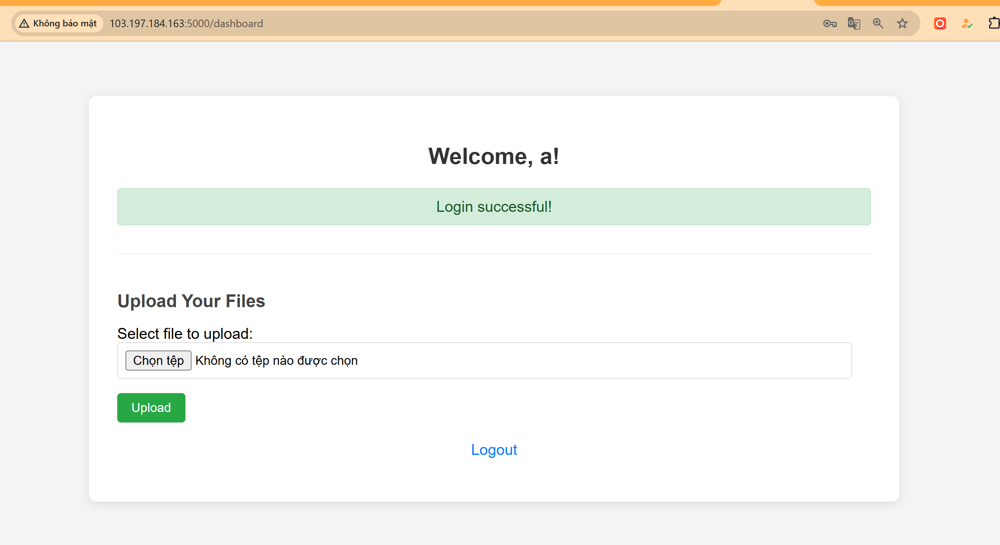 Không bảo mật 103.197.184.163:5000/dashboard
Welcome, a!
Login successful!
Upload Your Files
Select file to upload:
Chọn tệp Không có tệp nào được chọn
Upload
Logout